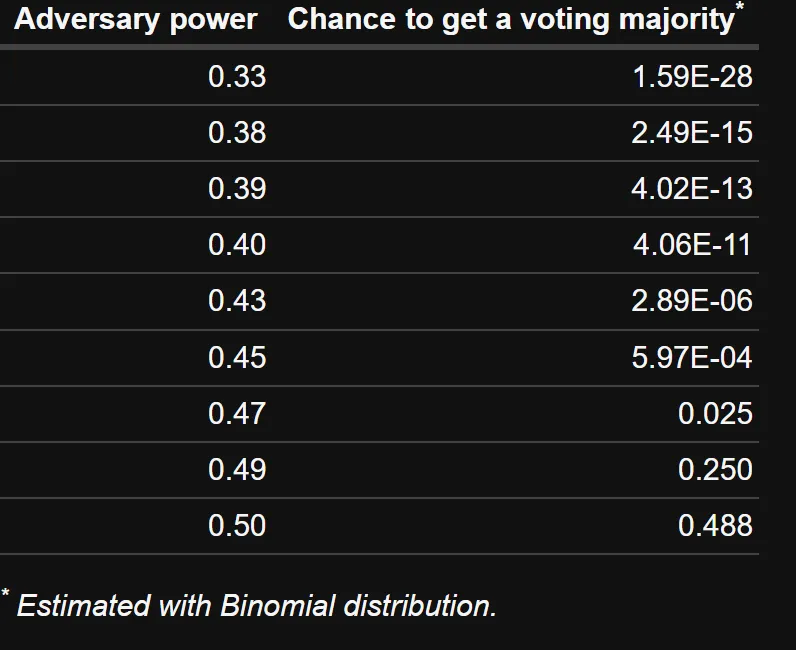 Adversary power Chance to get a voting majority*
0.33 1.59E-28
0.38 2.49E-15
0.39 4.02E-13
0.40 4.06E-11
0.43 2.89E-06
0.45 5.97E-04
0.47 0.025
0.49 0.250
0.50 0.488
* Estimated with Binomial distribution.